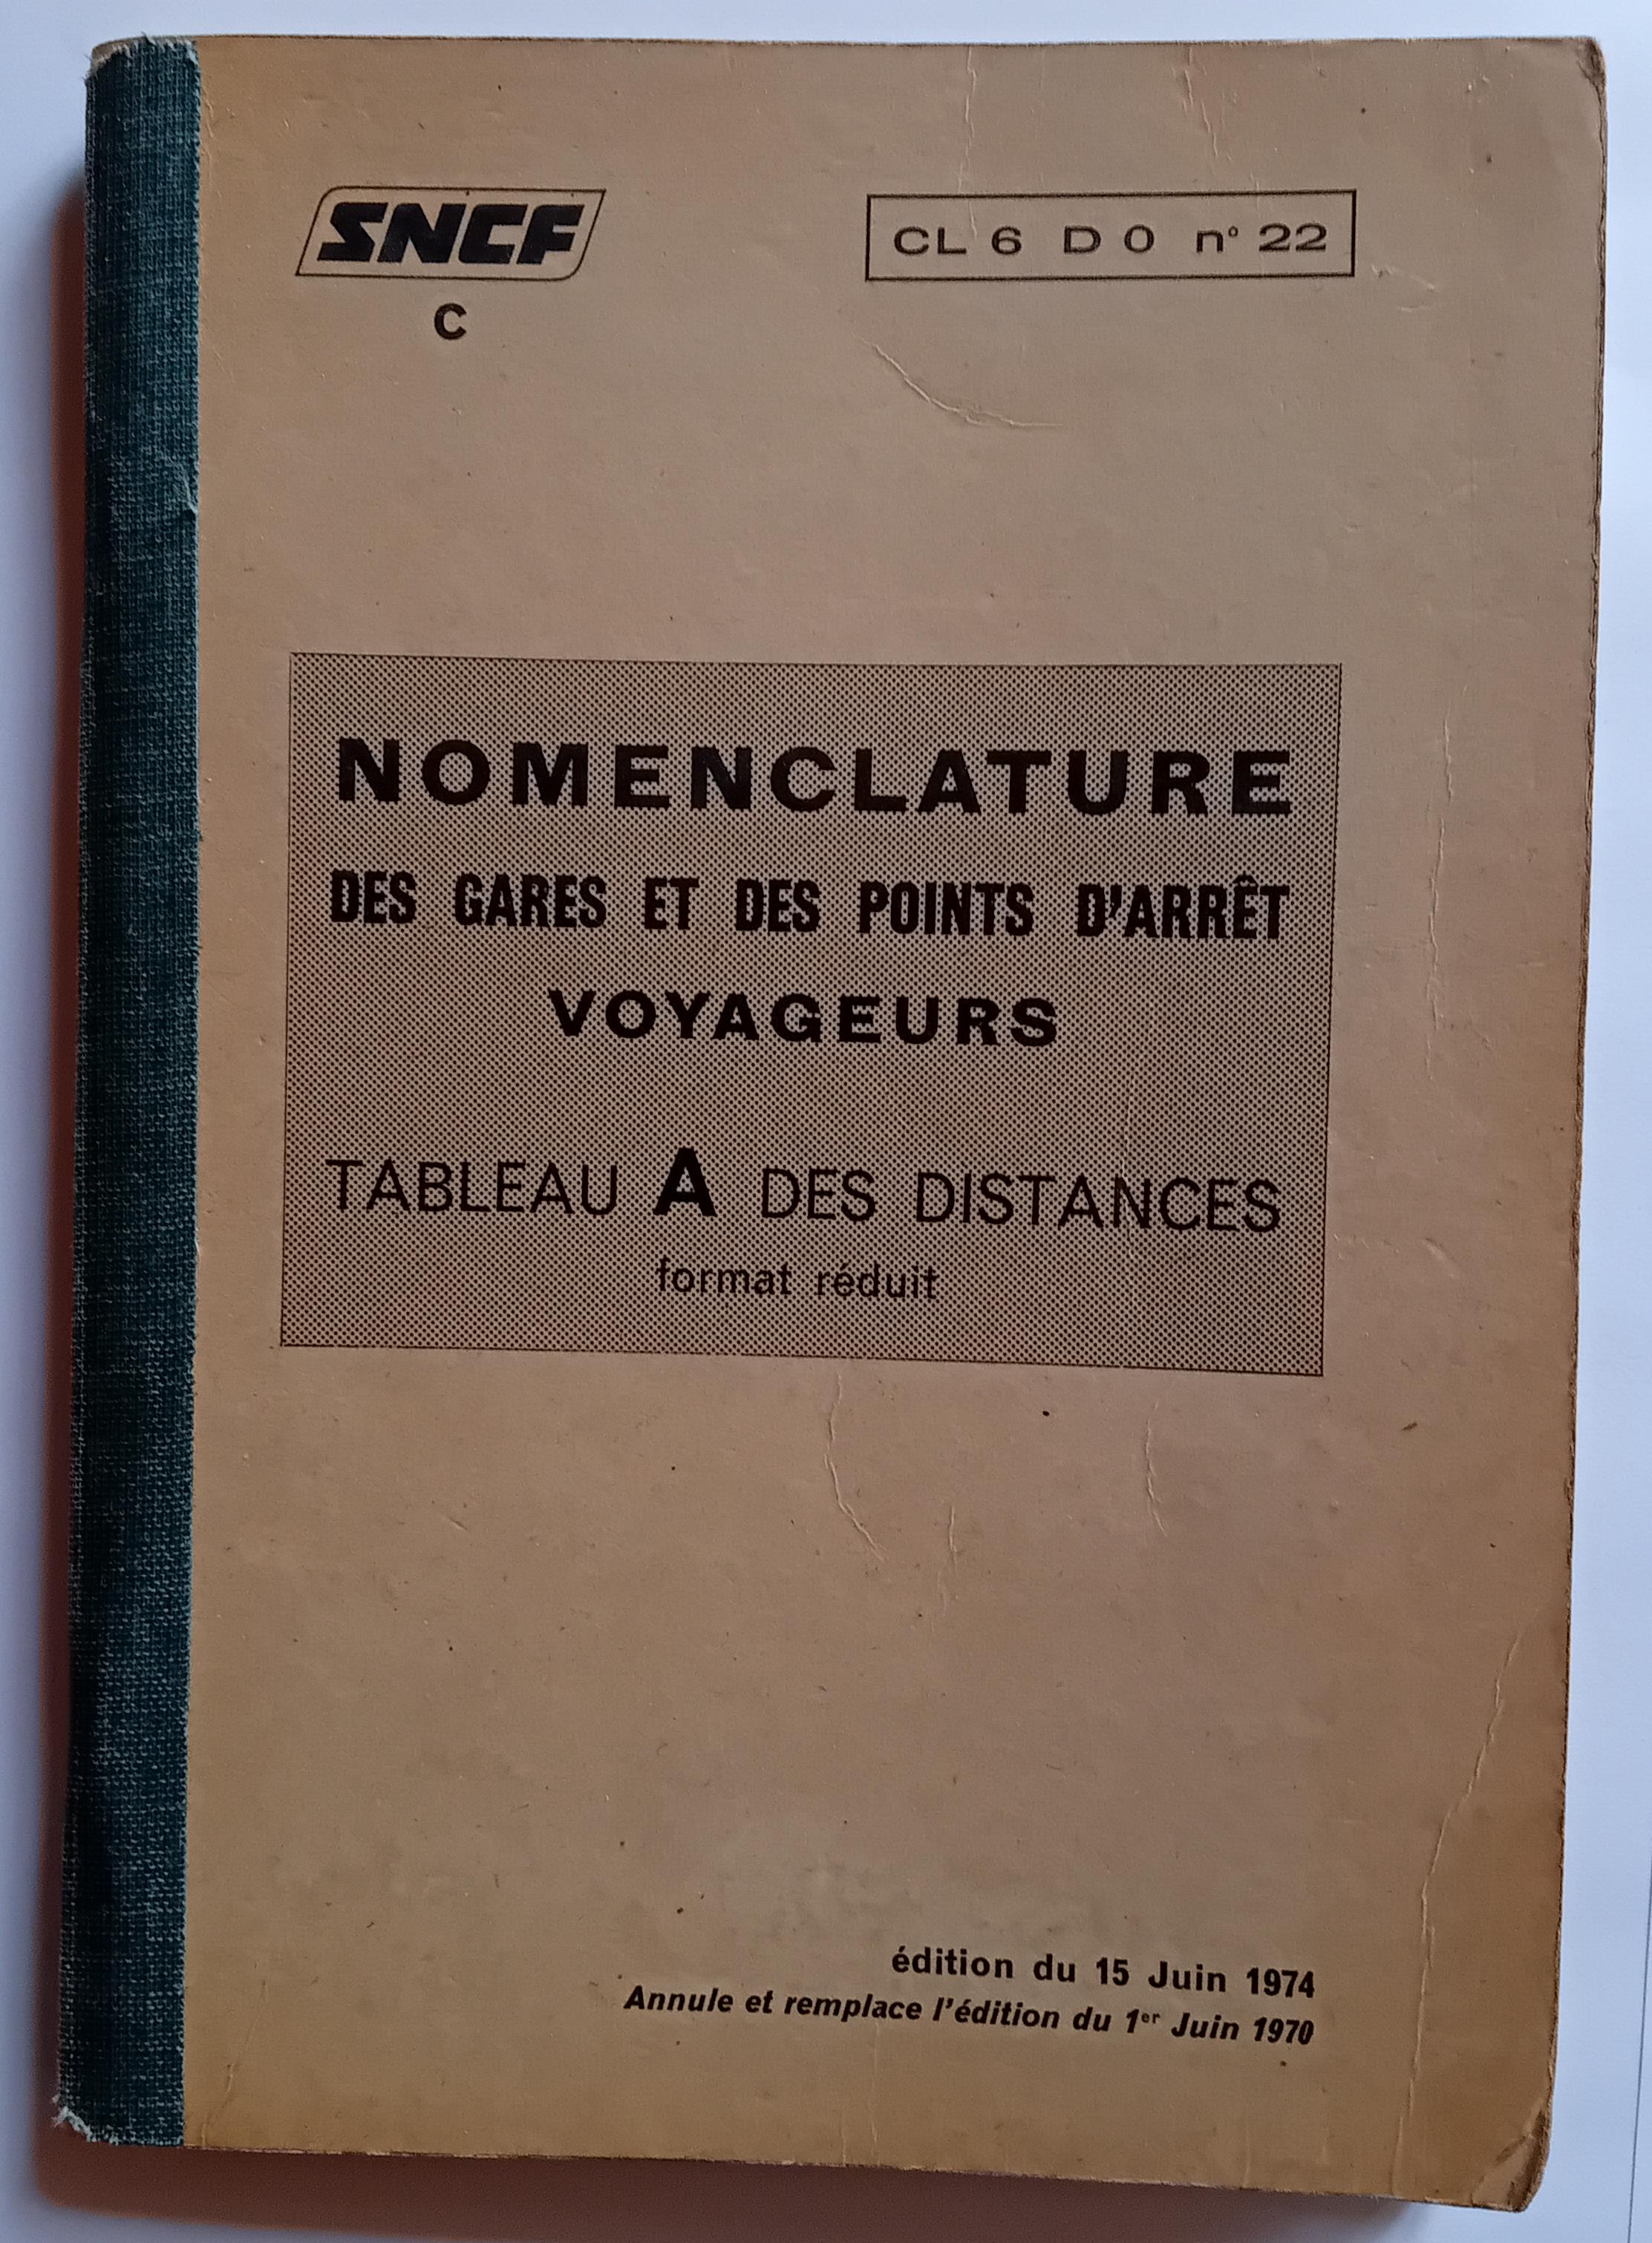 SNCF
C
CL 6 D 0 n° 22
NOMENCLATURE
DES GARES ET DES POINTS D'ARRÊT
VOYAGEURS
TABLEAU A DES DISTANCES
format réduit
édition du 15 Juin 1974
Annule et remplace l'édition du 1er Juin 1970